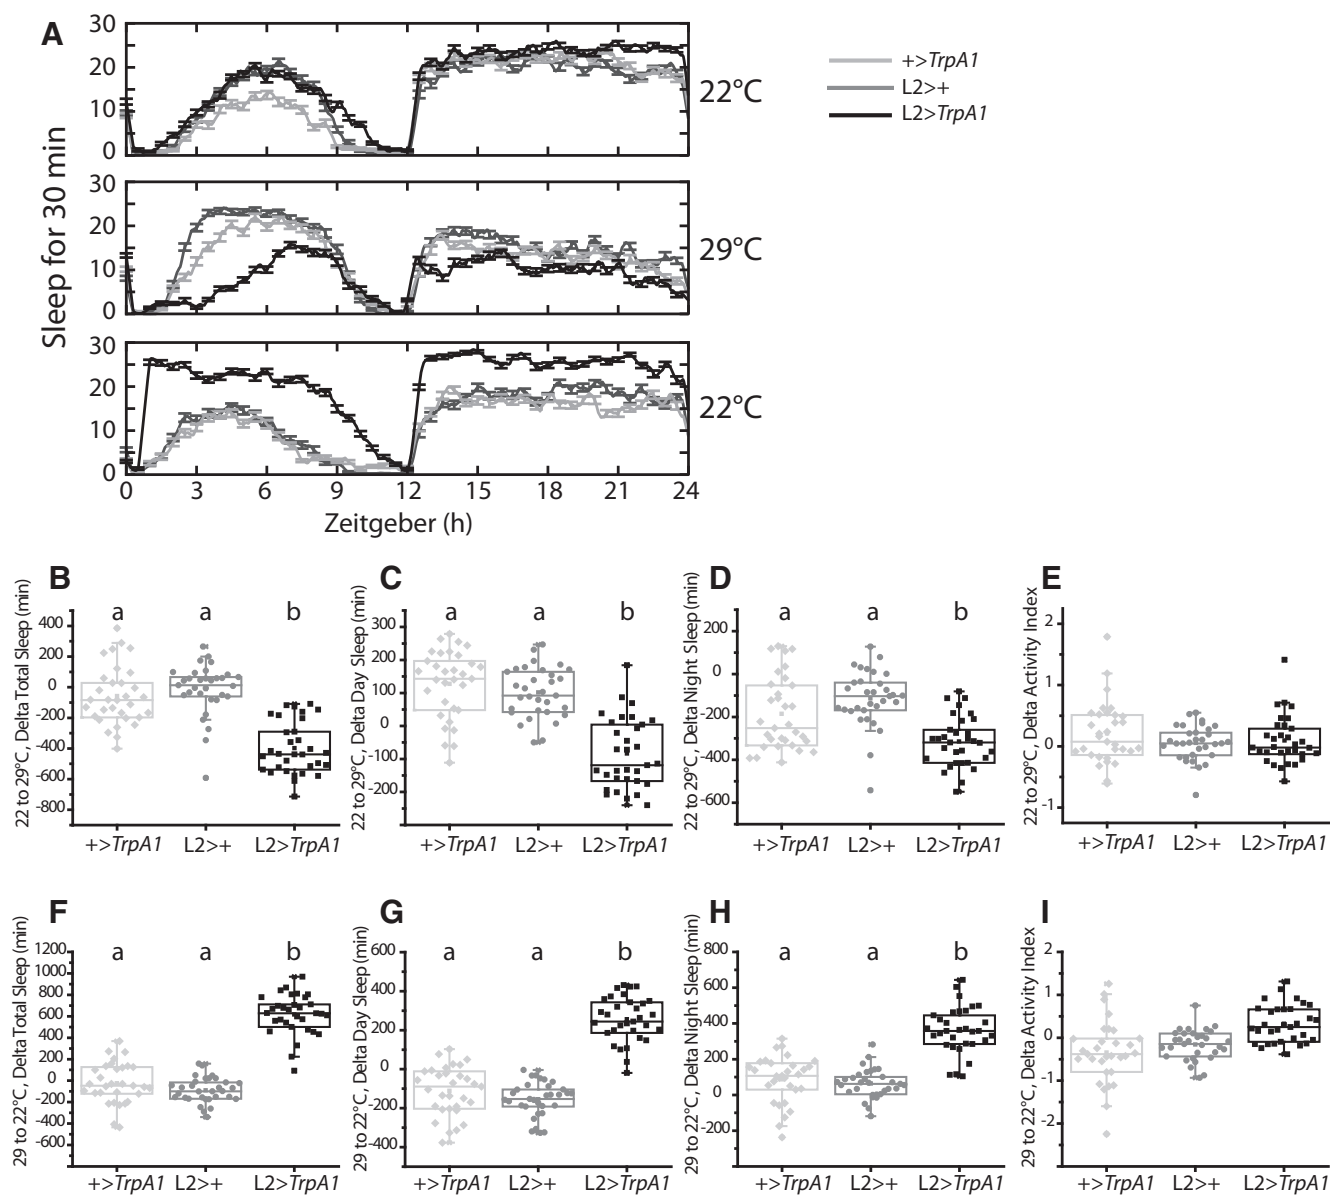 A
Sleep for 30 min
30
20
10
0
22°C
+>TrpA1
L2>+
L2>TrpA1
30
20
10
0
29°C
30
20
10
0
22°C
0 3 6 9 12 15 18 21 24
Zeitgeber (h)
B
22 to 29°C, Delta Total Sleep (min)
400
200
0
-200
-400
-600
-800
a a b
+>TrpA1 L2>+ L2>TrpA1
C
22 to 29°C, Delta Day Sleep (min)
300
200
100
0
-100
-200
a a b
+>TrpA1 L2>+ L2>TrpA1
D
22 to 29°C, Delta Night Sleep (min)
200
0
-200
-400
-600
a a b
+>TrpA1 L2>+ L2>TrpA1
E
22 to 29°C, Delta Activity Index
2
1
0
-1
+>TrpA1 L2>+ L2>TrpA1
F
29 to 22°C, Delta Total Sleep (min)
1200
1000
800
600
400
200
0
-200
-400
-600
a a b
+>TrpA1 L2>+ L2>TrpA1
G
29 to 22°C, Delta Day Sleep (min)
600
400
200
0
-200
-400
a a b
+>TrpA1 L2>+ L2>TrpA1
H
29 to 22°C, Delta Night Sleep (min)
800
600
400
200
0
-200
a a b
+>TrpA1 L2>+ L2>TrpA1
I
29 to 22°C, Delta Activity Index
2
1
0
-1
-2
+>TrpA1 L2>+ L2>TrpA1